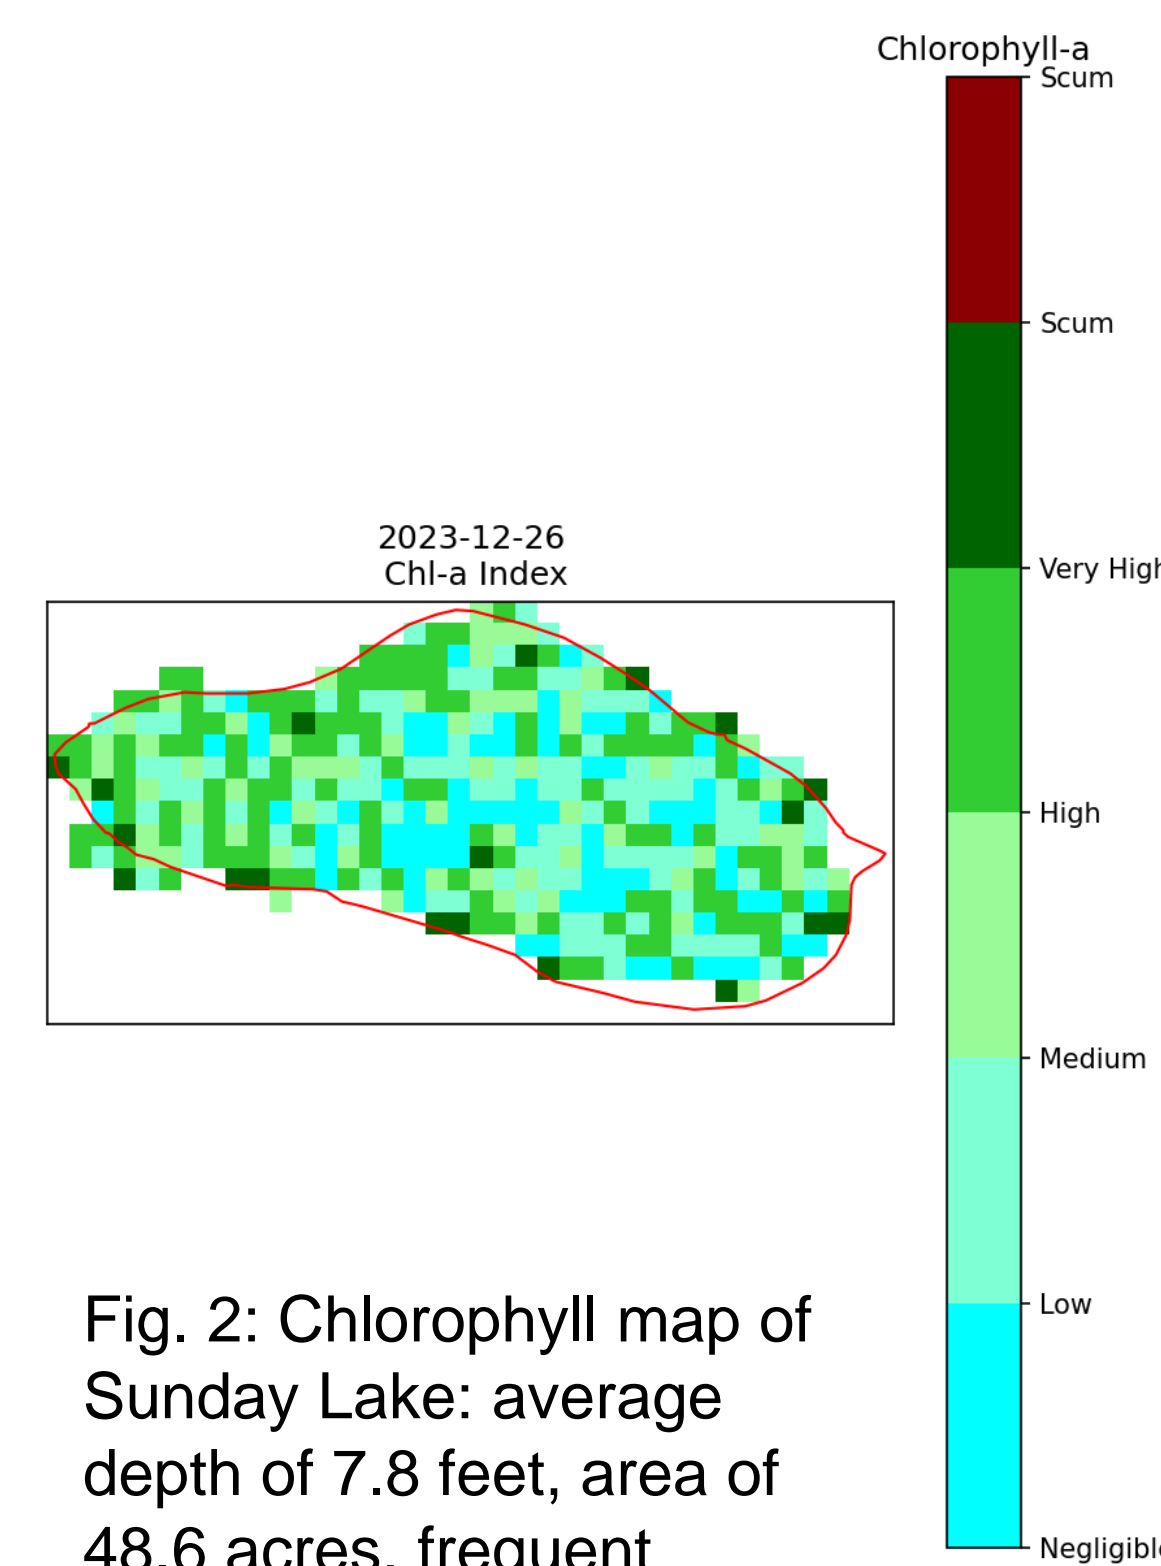 Chlorophyll-a
Scum
Scum
Very High
High
Medium
Low
Negligible
2023-12-26
Chl-a Index
Fig. 2: Chlorophyll map of
Sunday Lake: average
depth of 7.8 feet, area of
48.6 acres, frequent